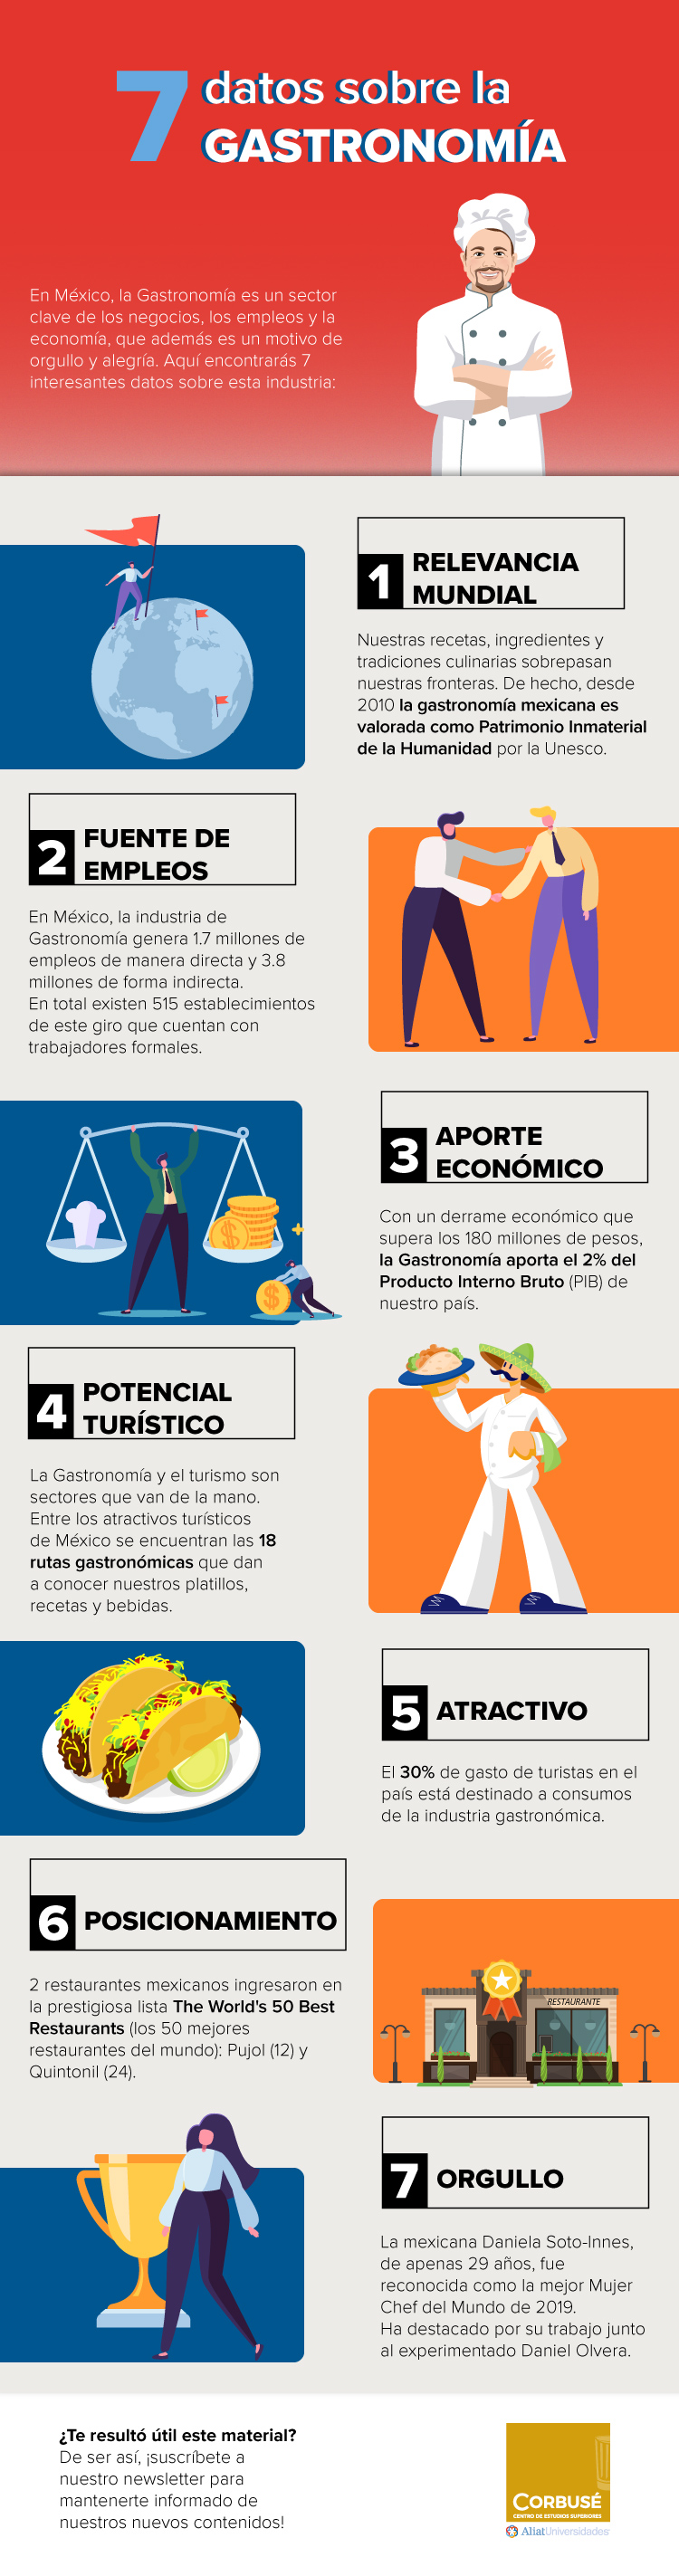 7 datos sobre la
GASTRONOMÍA
En México, la Gastronomía es un sector
clave de los negocios, los empleos y la
economía, que además es un motivo de
orgullo y alegría. Aquí encontrarás 7
interesantes datos sobre esta industria:
1 RELEVANCIA
MUNDIAL
Nuestras recetas, ingredientes y
tradiciones culinarias sobrepasan
nuestras fronteras. De hecho, desde
2010 la gastronomía mexicana es
valorada como Patrimonio Inmaterial
de la Humanidad por la Unesco.
2 FUENTE DE
EMPLEOS
En México, la industria de
Gastronomía genera 1.7 millones de
empleos de manera directa y 3.8
millones de forma indirecta.
En total existen 515 establecimientos
de este giro que cuentan con
trabajadores formales.
$
$
3 APORTE
ECONÓMICO
Con un derrame económico que
supera los 180 millones de pesos,
la Gastronomía aporta el 2% del
Producto Interno Bruto (PIB) de
nuestro país.
4 POTENCIAL
TURÍSTICO
La Gastronomía y el turismo son
sectores que van de la mano.
Entre los atractivos turísticos
de México se encuentran las 18
rutas gastronómicas que dan
a conocer nuestros platillos,
recetas y bebidas.
5 ATRACTIVO
El 30% de gasto de turistas en el
país está destinado a consumos
de la industria gastronómica.
6 POSICIONAMIENTO
2 restaurantes mexicanos ingresaron en
la prestigiosa lista The World's 50 Best
Restaurants (los 50 mejores
restaurantes del mundo): Pujol (12) y
Quintonil (24).
RESTAURANTE
7 ORGULLO
La mexicana Daniela Soto-Innes,
de apenas 29 años, fue
reconocida como la mejor Mujer
Chef del Mundo de 2019.
Ha destacado por su trabajo junto
al experimentado Daniel Olvera.
¿Te resultó útil este material?
De ser así, ¡suscríbete a
nuestro newsletter para
mantenerte informado de
nuestros nuevos contenidos!
CORBUSÉ
CENTRO DE ESTUDIOS SUPERIORES
AliatUniversidades